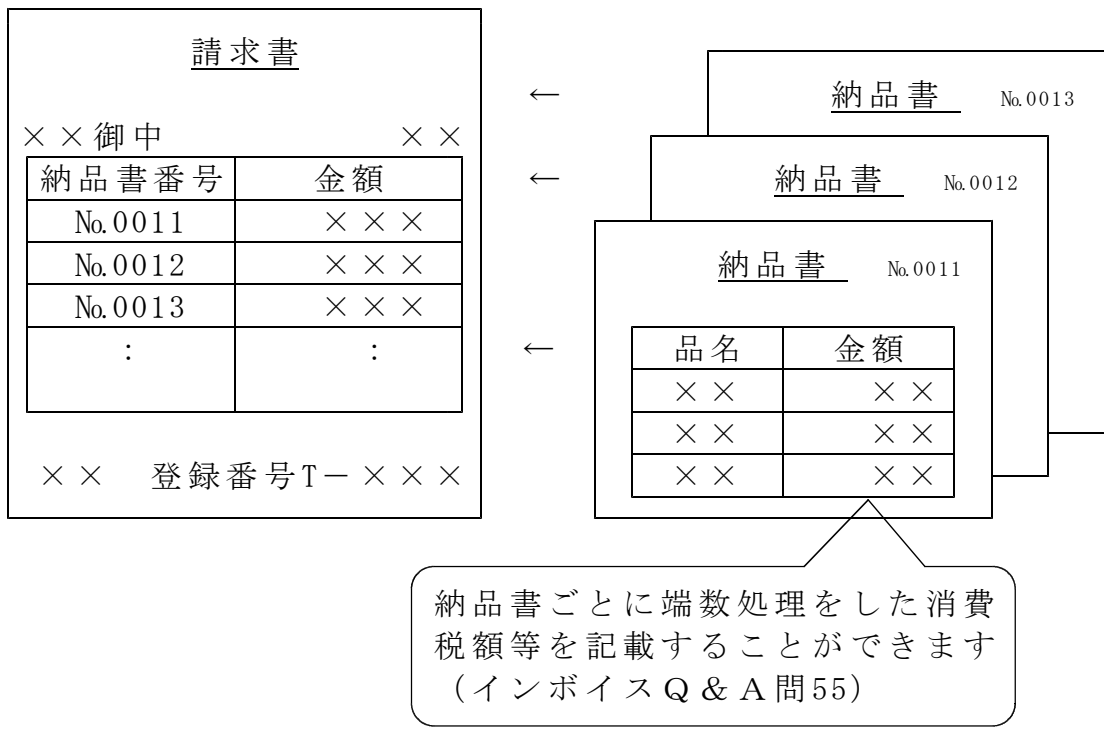 請求書
××御中 ××
納品書番号 金額
№0011 ×××
№0012 ×××
№0013 ×××
: :
×× 登録番号T－×××
←
←
←
納品書 №0013
納品書 №0012
納品書 №0011
品名 金額
×× ××
×× ××
×× ××
納品書ごとに端数処理をした消費
税額等を記載することができます
（インボイスＱ＆Ａ問55）